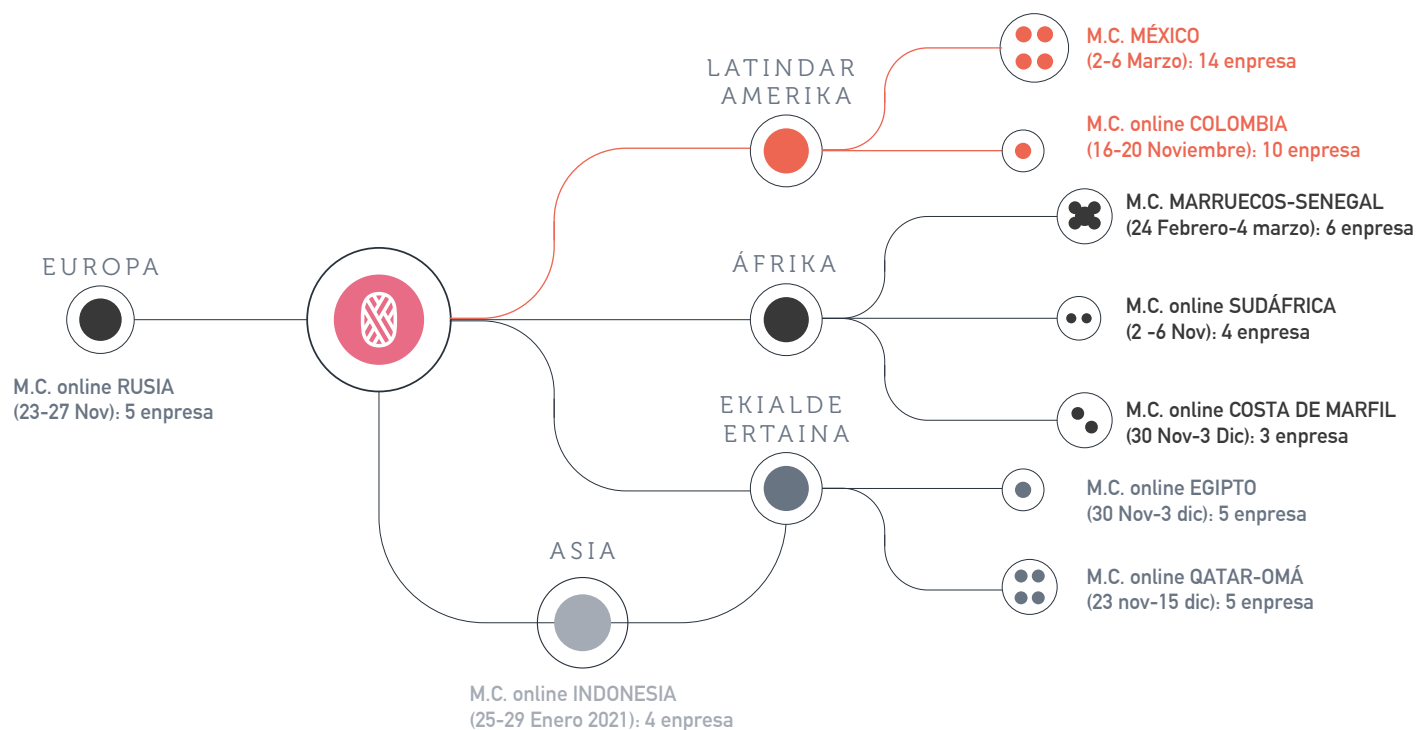 EUROPA
M.C. online RUSIA
(23-27 Nov): 5 enpresa
LATINDAR
AMERIKA
M.C. MÉXICO
(2-6 Marzo): 14 enpresa
M.C. online COLOMBIA
(16-20 Noviembre): 10 enpresa
ÁFRIKA
M.C. MARRUECOS-SENEGAL
(24 Febrero-4 marzo): 6 enpresa
M.C. online SUDÁFRICA
(2 -6 Nov): 4 enpresa
M.C. online COSTA DE MARFIL
(30 Nov-3 Dic): 3 enpresa
EKIALDE
ERTAINA
M.C. online EGIPTO
(30 Nov-3 dic): 5 enpresa
M.C. online QATAR-OMÁ
(23 nov-15 dic): 5 enpresa
ASIA
M.C. online INDONESIA
(25-29 Enero 2021): 4 enpresa